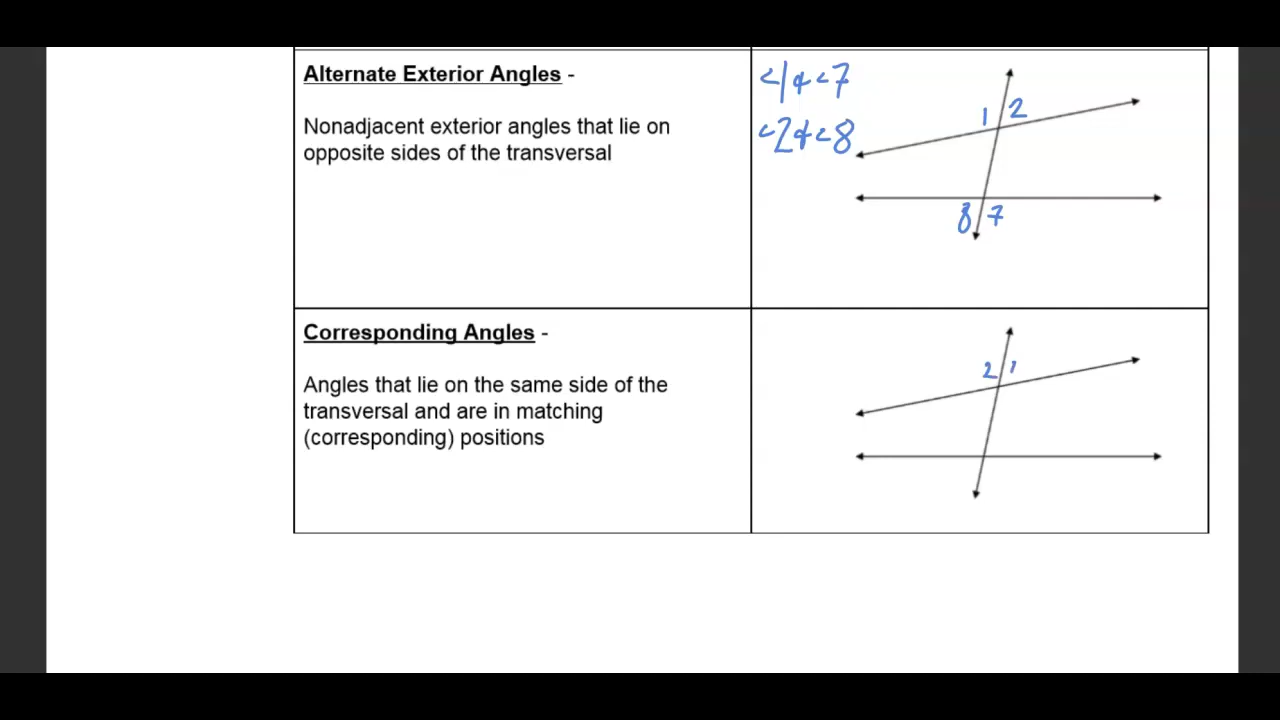 Alternate Exterior Angles -
Nonadjacent exterior angles that lie on
opposite sides of the transversal
<1 & <7
<2 & <8
1 2
8 7
Corresponding Angles -
Angles that lie on the same side of the
transversal and are in matching
(corresponding) positions
2 1